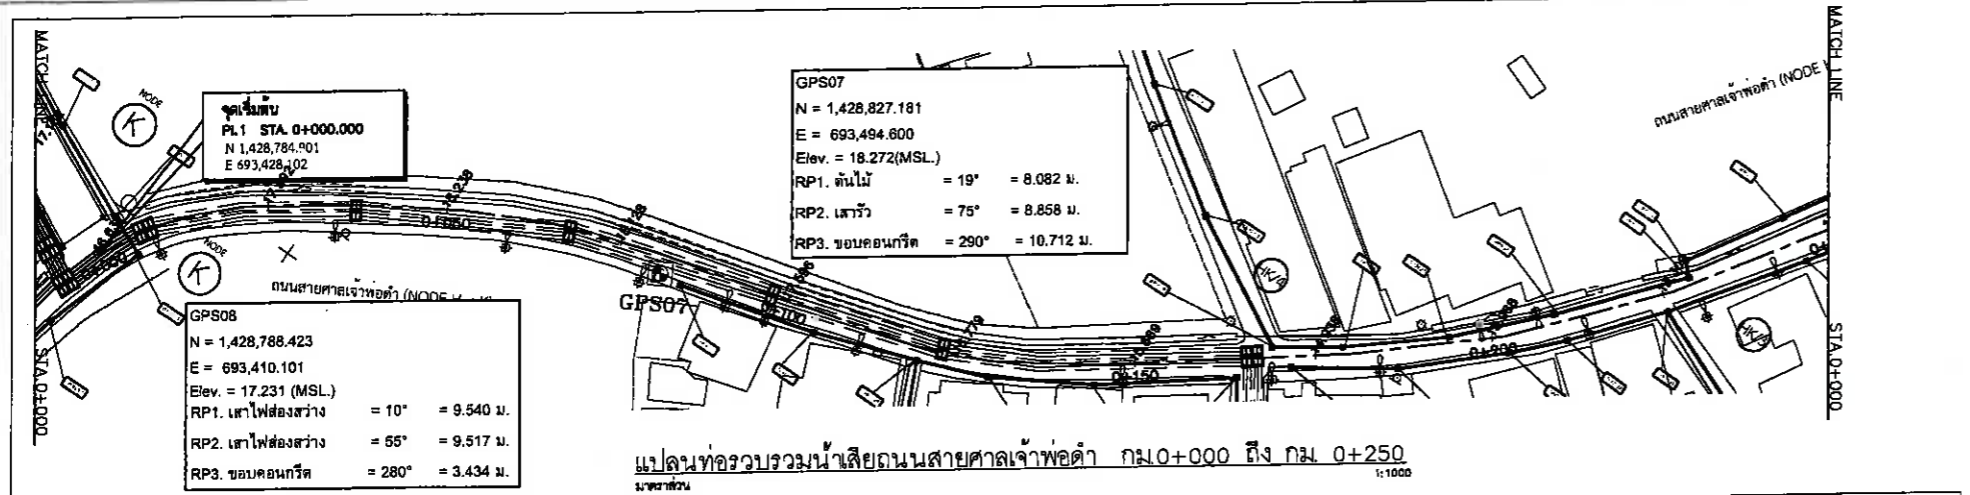 MATCH LINE
STA.0+000
NODE
K
จุดเริ่มต้น
PI.1 STA. 0+000.000
N 1,428,784.901
E 693,428.102
NODE
K
ถนนสายศาลเจ้าพ่อดำ (NODE
GPS08
N = 1,428,788.423
E = 693,410.101
Elev. = 17.231 (MSL.)
RP1. เสาไฟส่องสว่าง = 10° = 9.540 ม.
RP2. เสาไฟส่องสว่าง = 55° = 9.517 ม.
RP3. ขอบคอนกรีต = 280° = 3.434 ม.
GPS07
GPS07
N = 1,428,827.181
E = 693,494.600
Elev. = 18.272(MSL.)
RP1. ต้นไม้ = 19° = 8.082 ม.
RP2. เสารั้ว = 75° = 8.858 ม.
RP3. ขอบคอนกรีต = 290° = 10.712 ม.
0+150
0+200
ถนนสายศาลเจ้าพ่อดำ (NODE
MATCH LINE
STA.0+000
แปลนท่อรวบรวมน้ำเสียถนนสายศาลเจ้าพ่อดำ กม.0+000 ถึง กม. 0+250
มาตราส่วน 1:1000